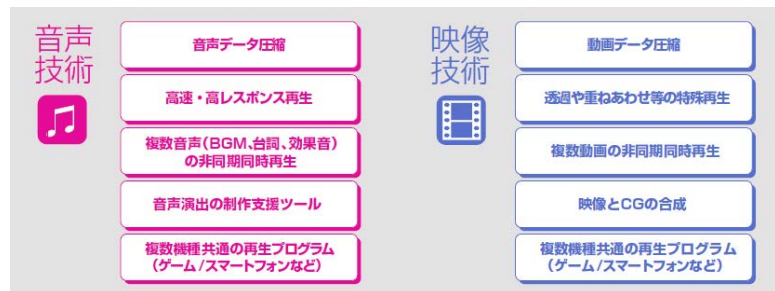 音声
技術
音声データ圧縮
高速・高レスポンス再生
複数音声(BGM、台詞、効果音)
の非同期同時再生
音声演出の制作支援ツール
複数機種共通の再生プログラム
(ゲーム/スマートフォンなど)
映像
技術
動画データ圧縮
透過や重ねあわせ等の特殊再生
複数動画の非同期同時再生
映像とCGの合成
複数機種共通の再生プログラム
(ゲーム/スマートフォンなど)